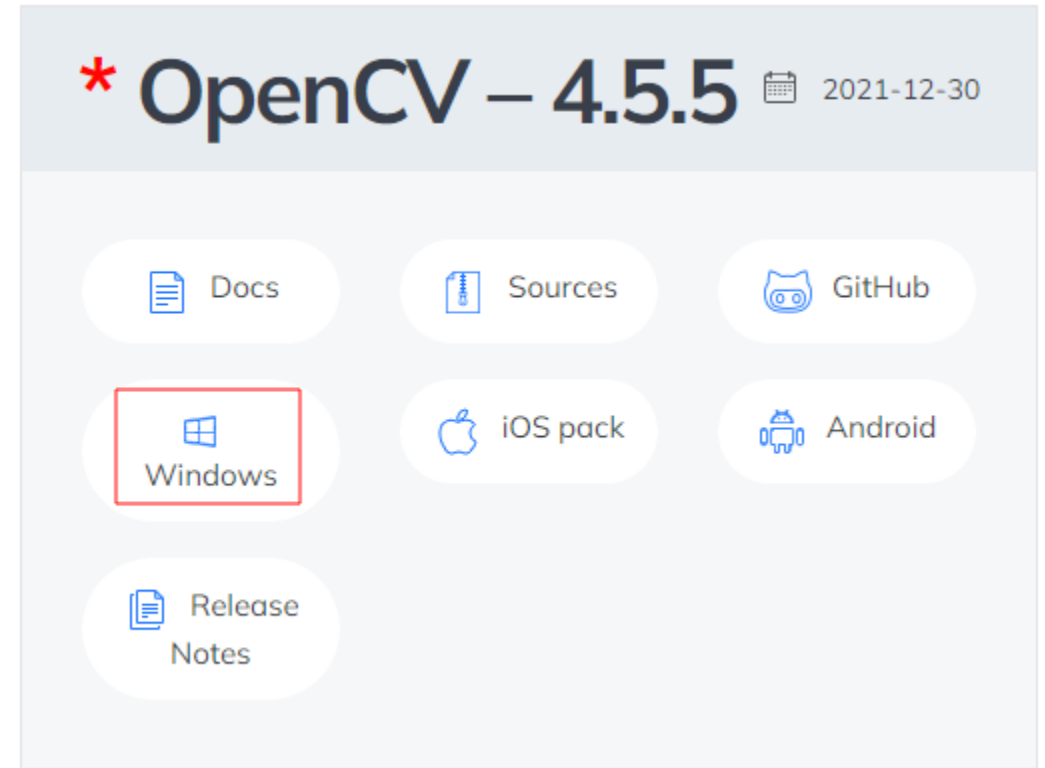 * OpenCV – 4.5.5 2021-12-30
Docs Sources GitHub
Windows iOS pack Android
Release
Notes